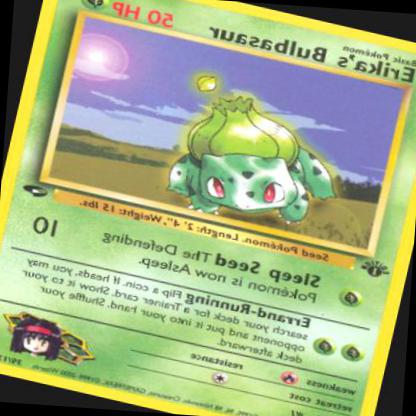 Basic Pokémon
Erika's Bulbasaur 50 HP
Seed Pokémon. Length: 2' 4", Weight: 15 lbs.
Sleep Seed The Defending
Pokémon is now Asleep.
10
Errand-Running Flip a coin. If heads, you may
search your deck for a Trainer card. Show it to your
opponent and put it into your hand. Shuffle your
deck afterward.
weakness
resistance
retreat cost